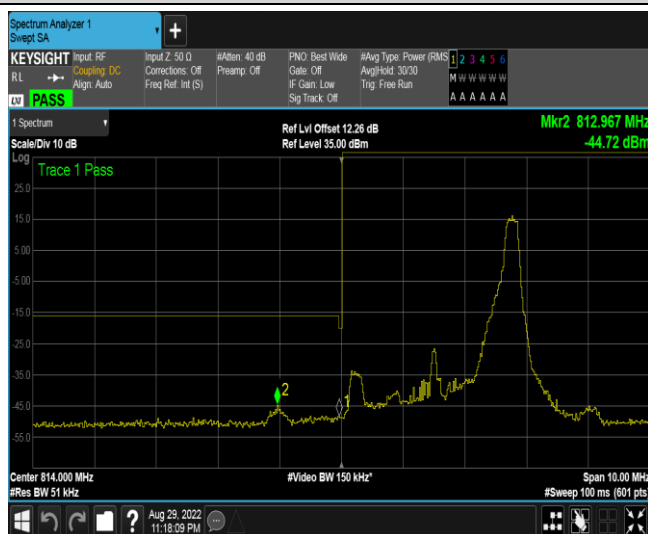 Spectrum Analyzer 1
Swept SA
+
KEYSIGHT
RL
LXI PASS
Input: RF
Coupling: DC
Align: Auto
Input Z: 50 Ω
Corrections: Off
Freq Ref: Int (S)
#Atten: 40 dB
Preamp: Off
PNO: Best Wide
Gate: Off
IF Gain: Low
Sig Track: Off
#Avg Type: Power (RMS
Avg|Hold: 30/30
Trig: Free Run
1 2 3 4 5 6
M W W W W W
A A A A A A
1 Spectrum
Scale/Div 10 dB
Ref Lvl Offset 12.26 dB
Ref Level 35.00 dBm
Mkr2 812.967 MHz
-44.72 dBm
Log
Trace 1 Pass
25.0
15.0
5.00
-5.00
-15.0
-25.0
-35.0
-45.0
-55.0
2
1
Center 814.000 MHz
#Res BW 51 kHz
#Video BW 150 kHz*
Span 10.00 MHz
#Sweep 100 ms (601 pts)
?
Aug 29, 2022
11:18:09 PM